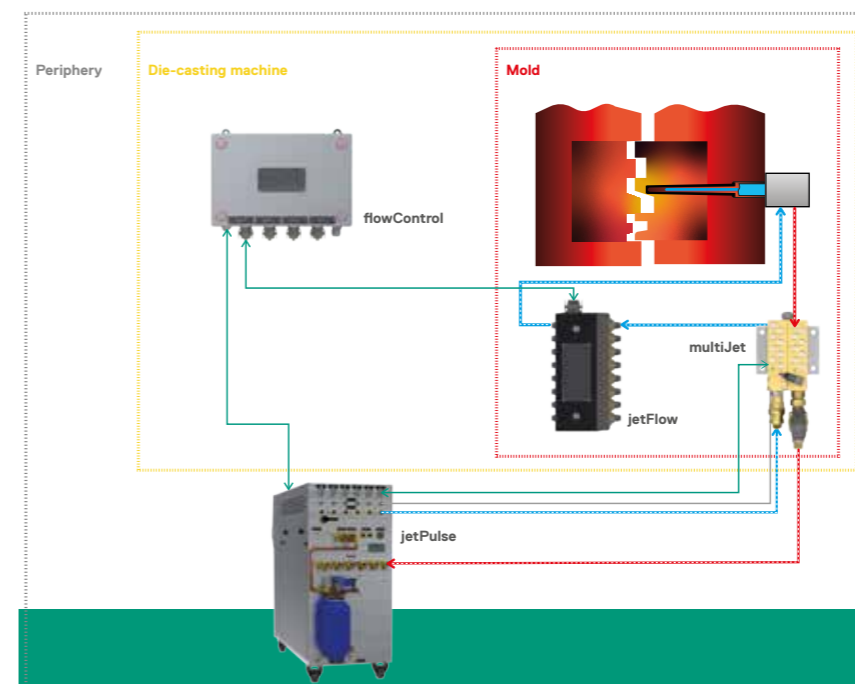 Periphery
Die-casting machine
Mold
flowControl
multiJet
jetFlow
jetPulse